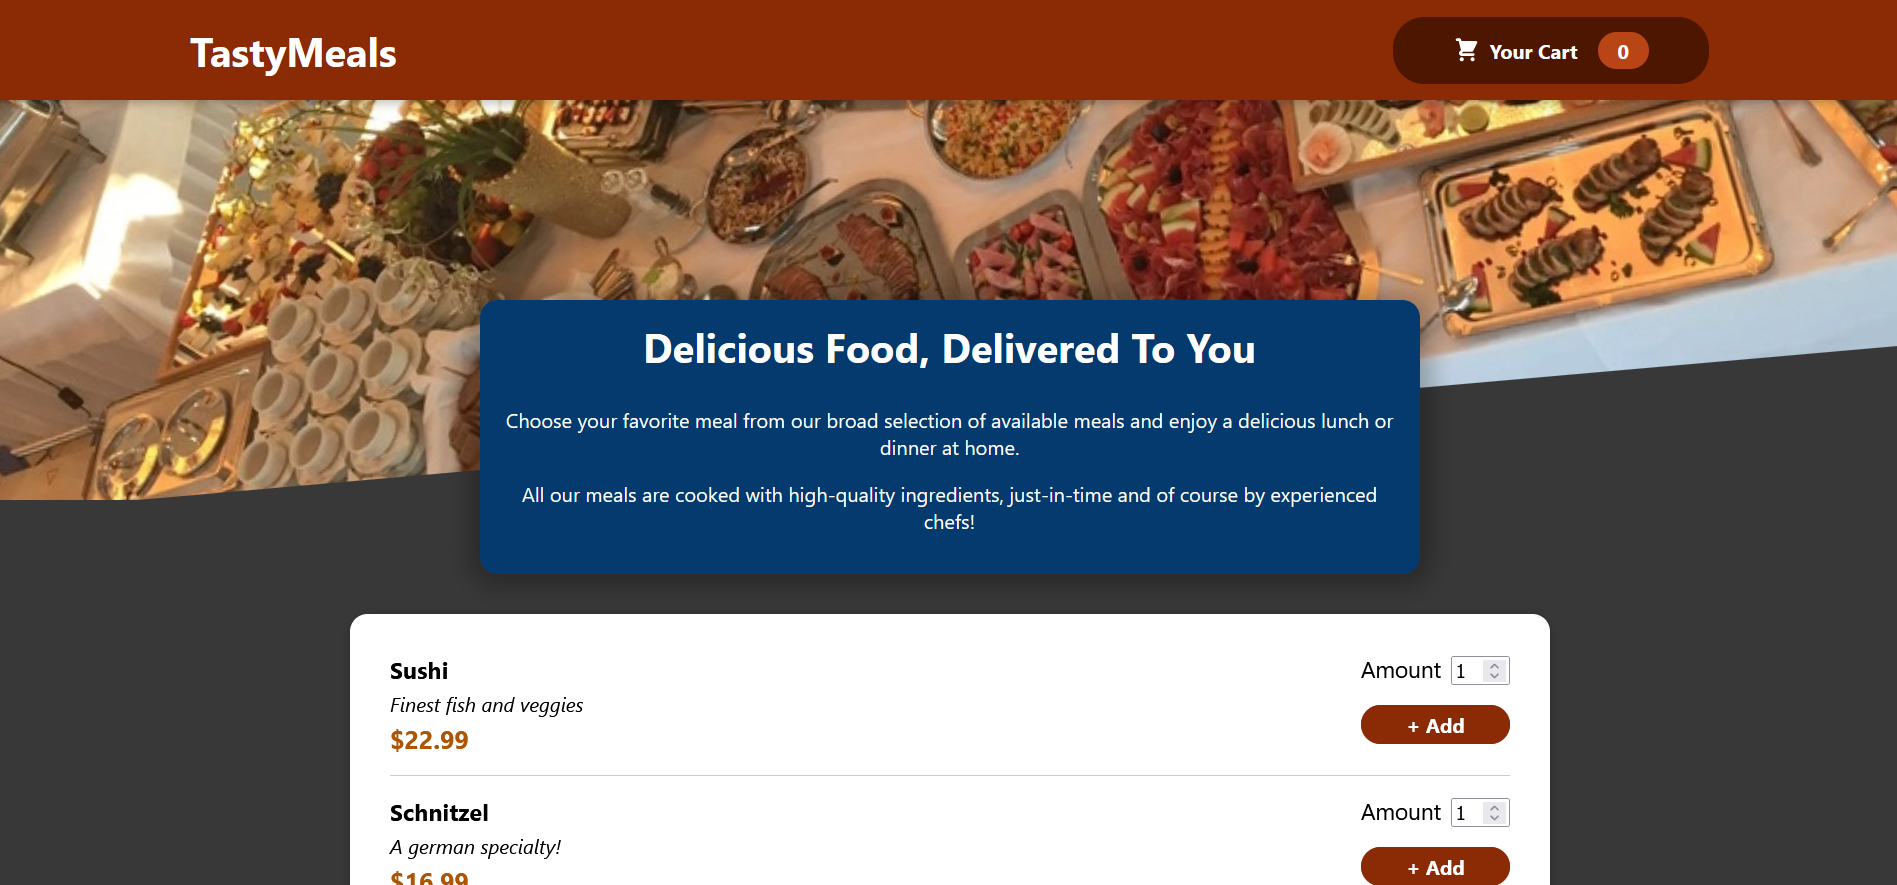 TastyMeals
Your Cart 0
Delicious Food, Delivered To You
Choose your favorite meal from our broad selection of available meals and enjoy a delicious lunch or
dinner at home.
All our meals are cooked with high-quality ingredients, just-in-time and of course by experienced
chefs!
Sushi
Finest fish and veggies
$22.99
Amount 1
+ Add
Schnitzel
A german specialty!
$16.99
Amount 1
+ Add